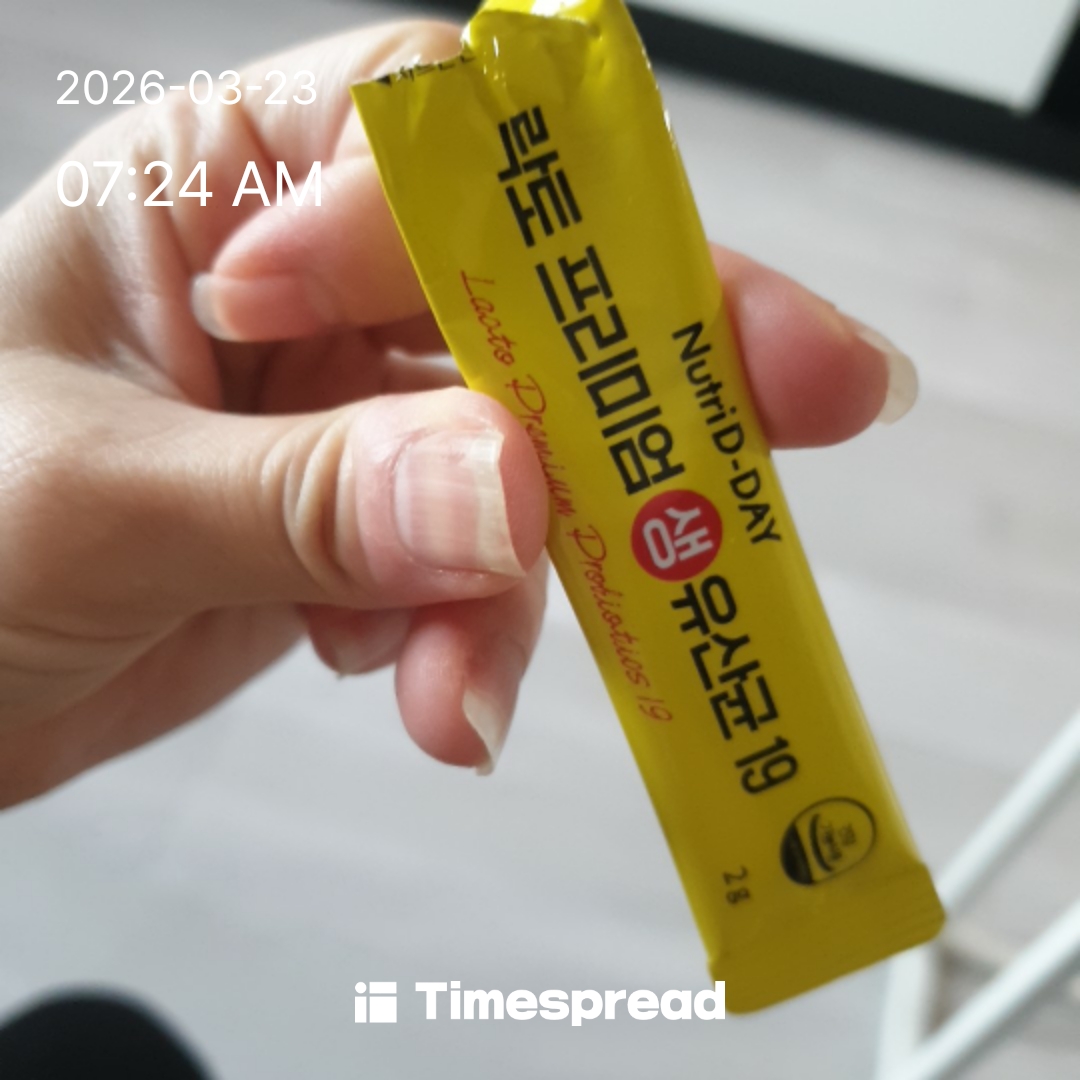 2026-03-23
07:24 AM
NutriD-DAY
락토 프리미엄 생 유산균 19
Lacto Premium Probiotics 19
2g
Timespread